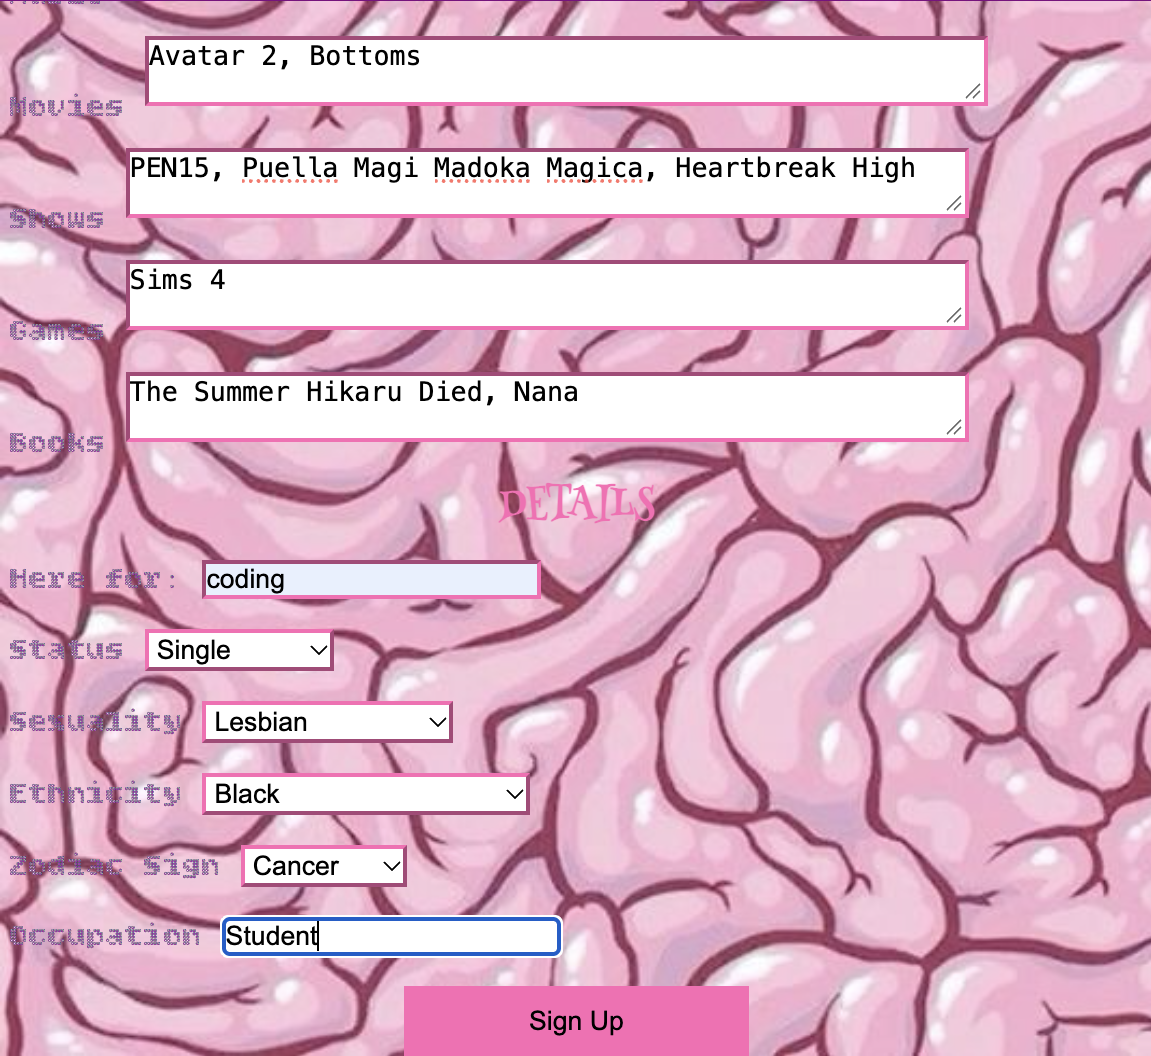 Avatar 2, Bottoms
Movies
PEN15, Puella Magi Madoka Magica, Heartbreak High
Shows
Sims 4
Games
The Summer Hikaru Died, Nana
Books
DETAILS
Here for: coding
Status Single
Sexuality Lesbian
Ethnicity Black
Zodiac Sign Cancer
Occupation Student
Sign Up